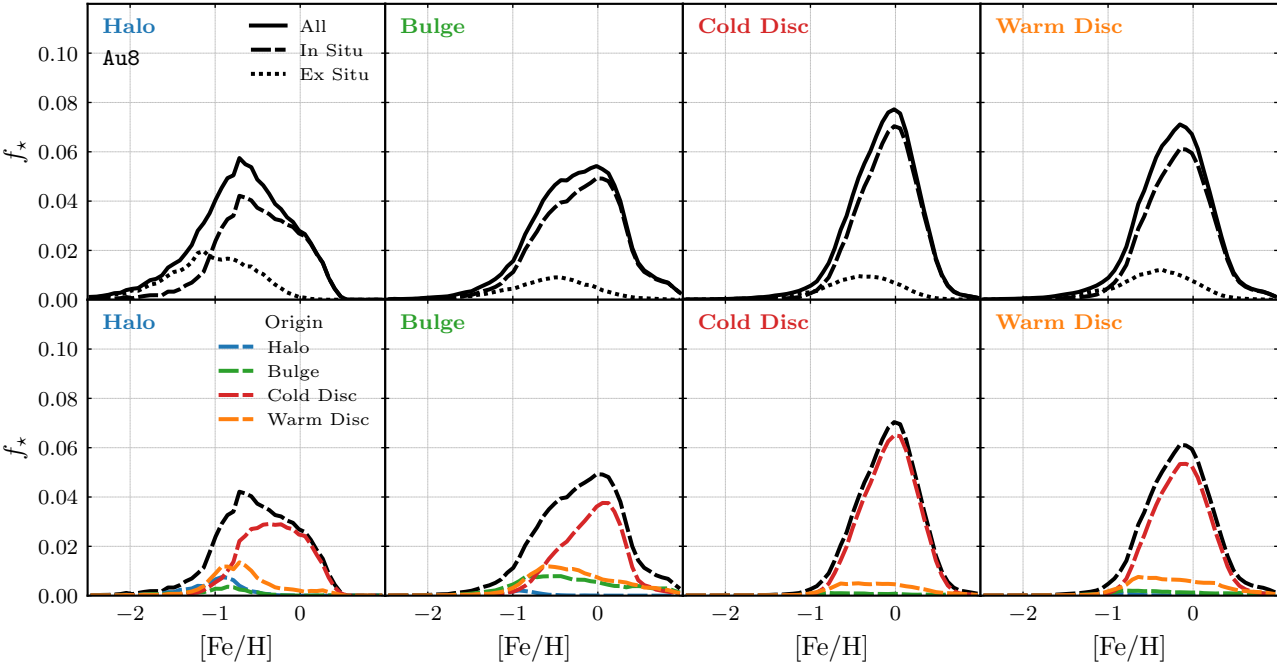 Halo
Au8
All
In Situ
Ex Situ
Bulge
Cold Disc
Warm Disc
0.10
0.08
0.06
0.04
0.02
0.00
f⋆
Halo
Origin
Halo
Bulge
Cold Disc
Warm Disc
Bulge
Cold Disc
Warm Disc
0.10
0.08
0.06
0.04
0.02
0.00
f⋆
−2 −1 0
−2 −1 0
−2 −1 0
−2 −1 0
[Fe/H]
[Fe/H]
[Fe/H]
[Fe/H]